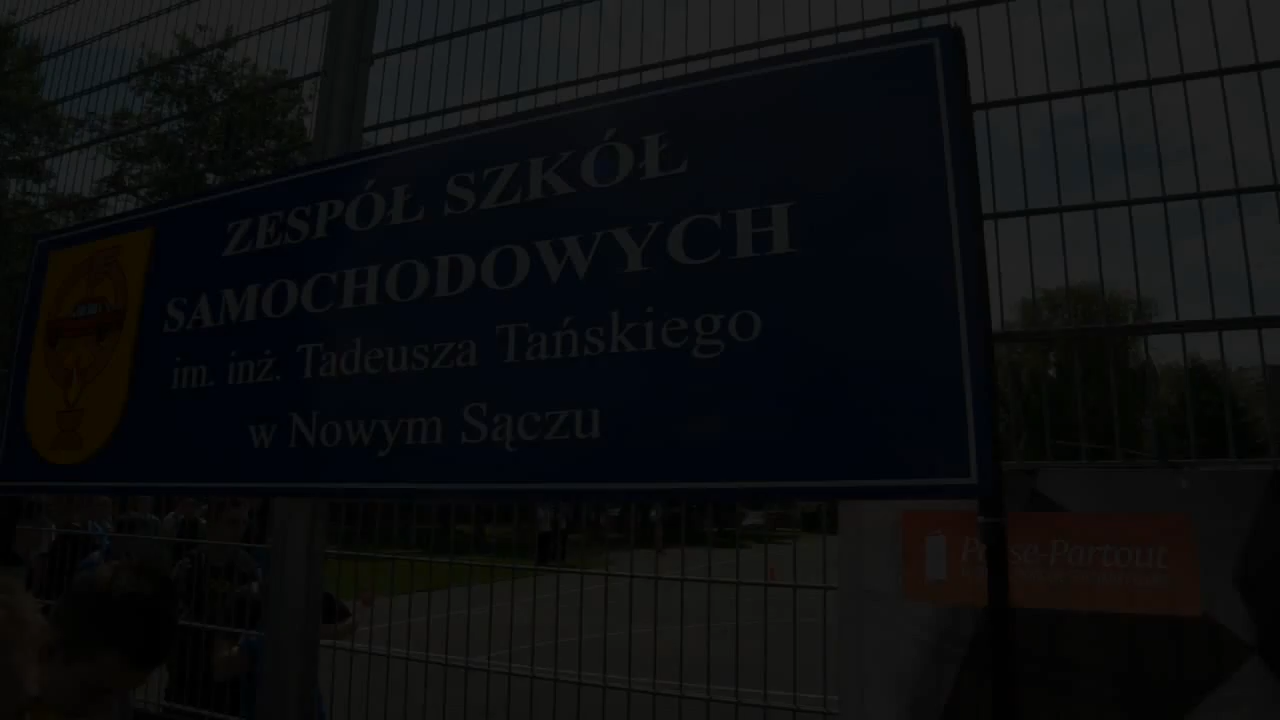 ZESPÓŁ SZKÓŁ
SAMOCHODOWYCH
im. inż. Tadeusza Tańskiego
w Nowym Sączu
Passe-Partout